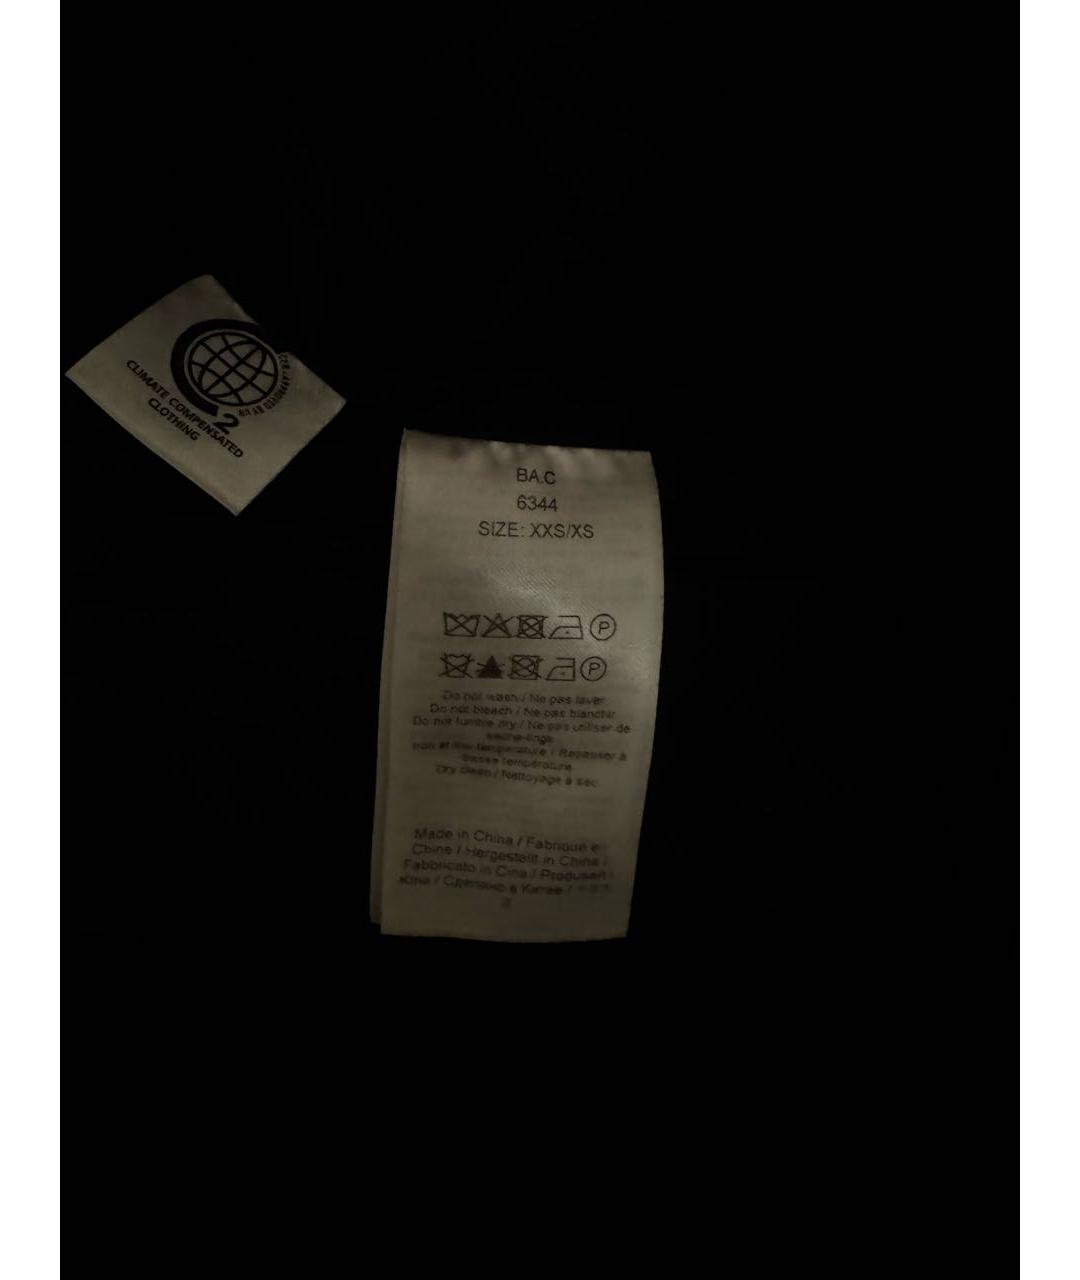 CLIMATE COMPENSATED
CLOTHING
2
BA.C
6344
SIZE: XXS/XS
P
P
Do not wash / Ne pas laver
Do not bleach / Ne pas blanchir
Do not tumble dry / Ne pas utiliser de
sèche-linge
Iron at low temperature / Repasser à
basse température
Dry clean / Nettoyage à sec
Made in China / Fabriqué e
Chine / Hergestellt in China /
Fabbricato in Cina / Produsert i
Kina / Сделано в Китае /